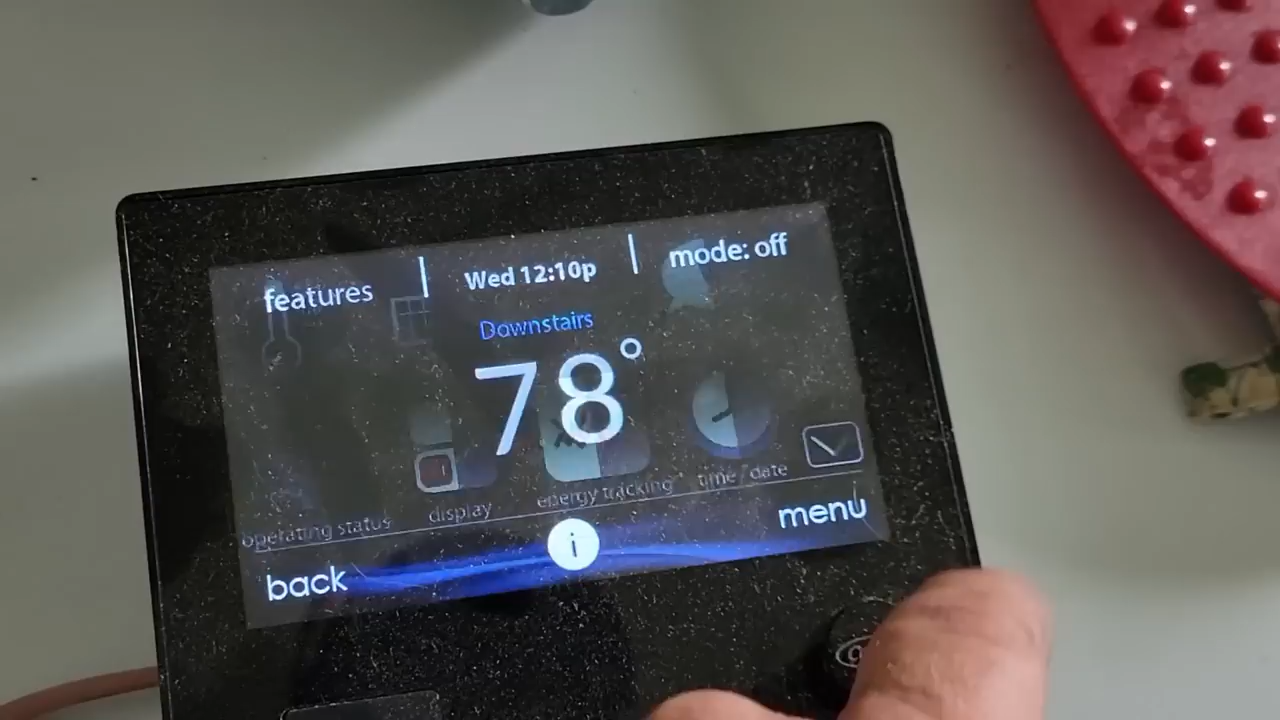 features
Wed 12:10p
mode: off
Downstairs
78°
operating status
display
energy tracking
time / date
back
i
menu